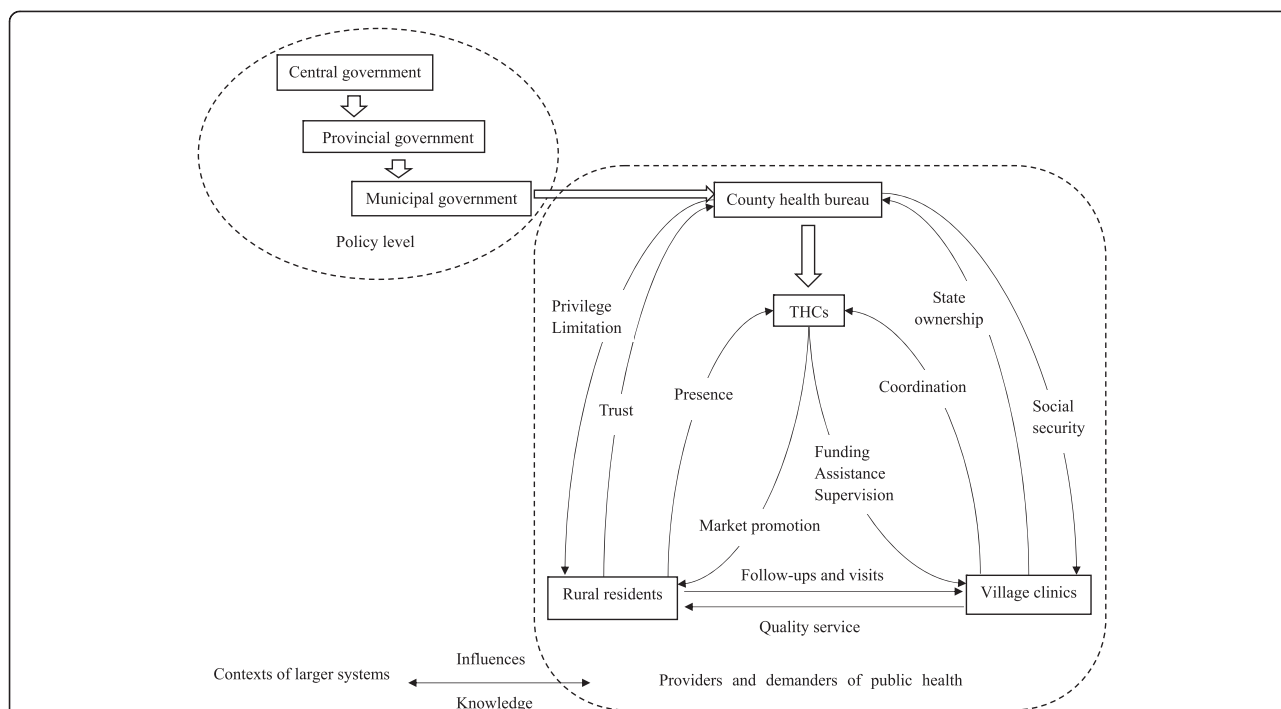 Central government
Provincial government
Municipal government
Policy level
County health bureau
THCs
Privilege
Limitation
State
ownership
Presence
Coordination
Trust
Social
security
Funding
Assistance
Supervision
Market promotion
Follow-ups and visits
Rural residents
Village clinics
Quality service
Influences
Contexts of larger systems
Providers and demanders of public health
Knowledge